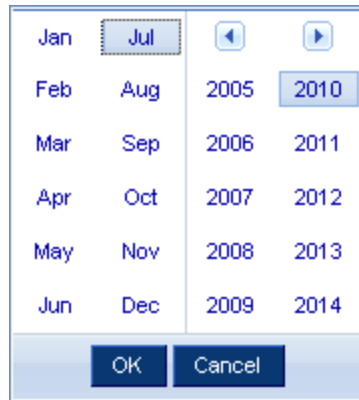 Jan Jul
Feb Aug 2005 2010
Mar Sep 2006 2011
Apr Oct 2007 2012
May Nov 2008 2013
Jun Dec 2009 2014
OK Cancel